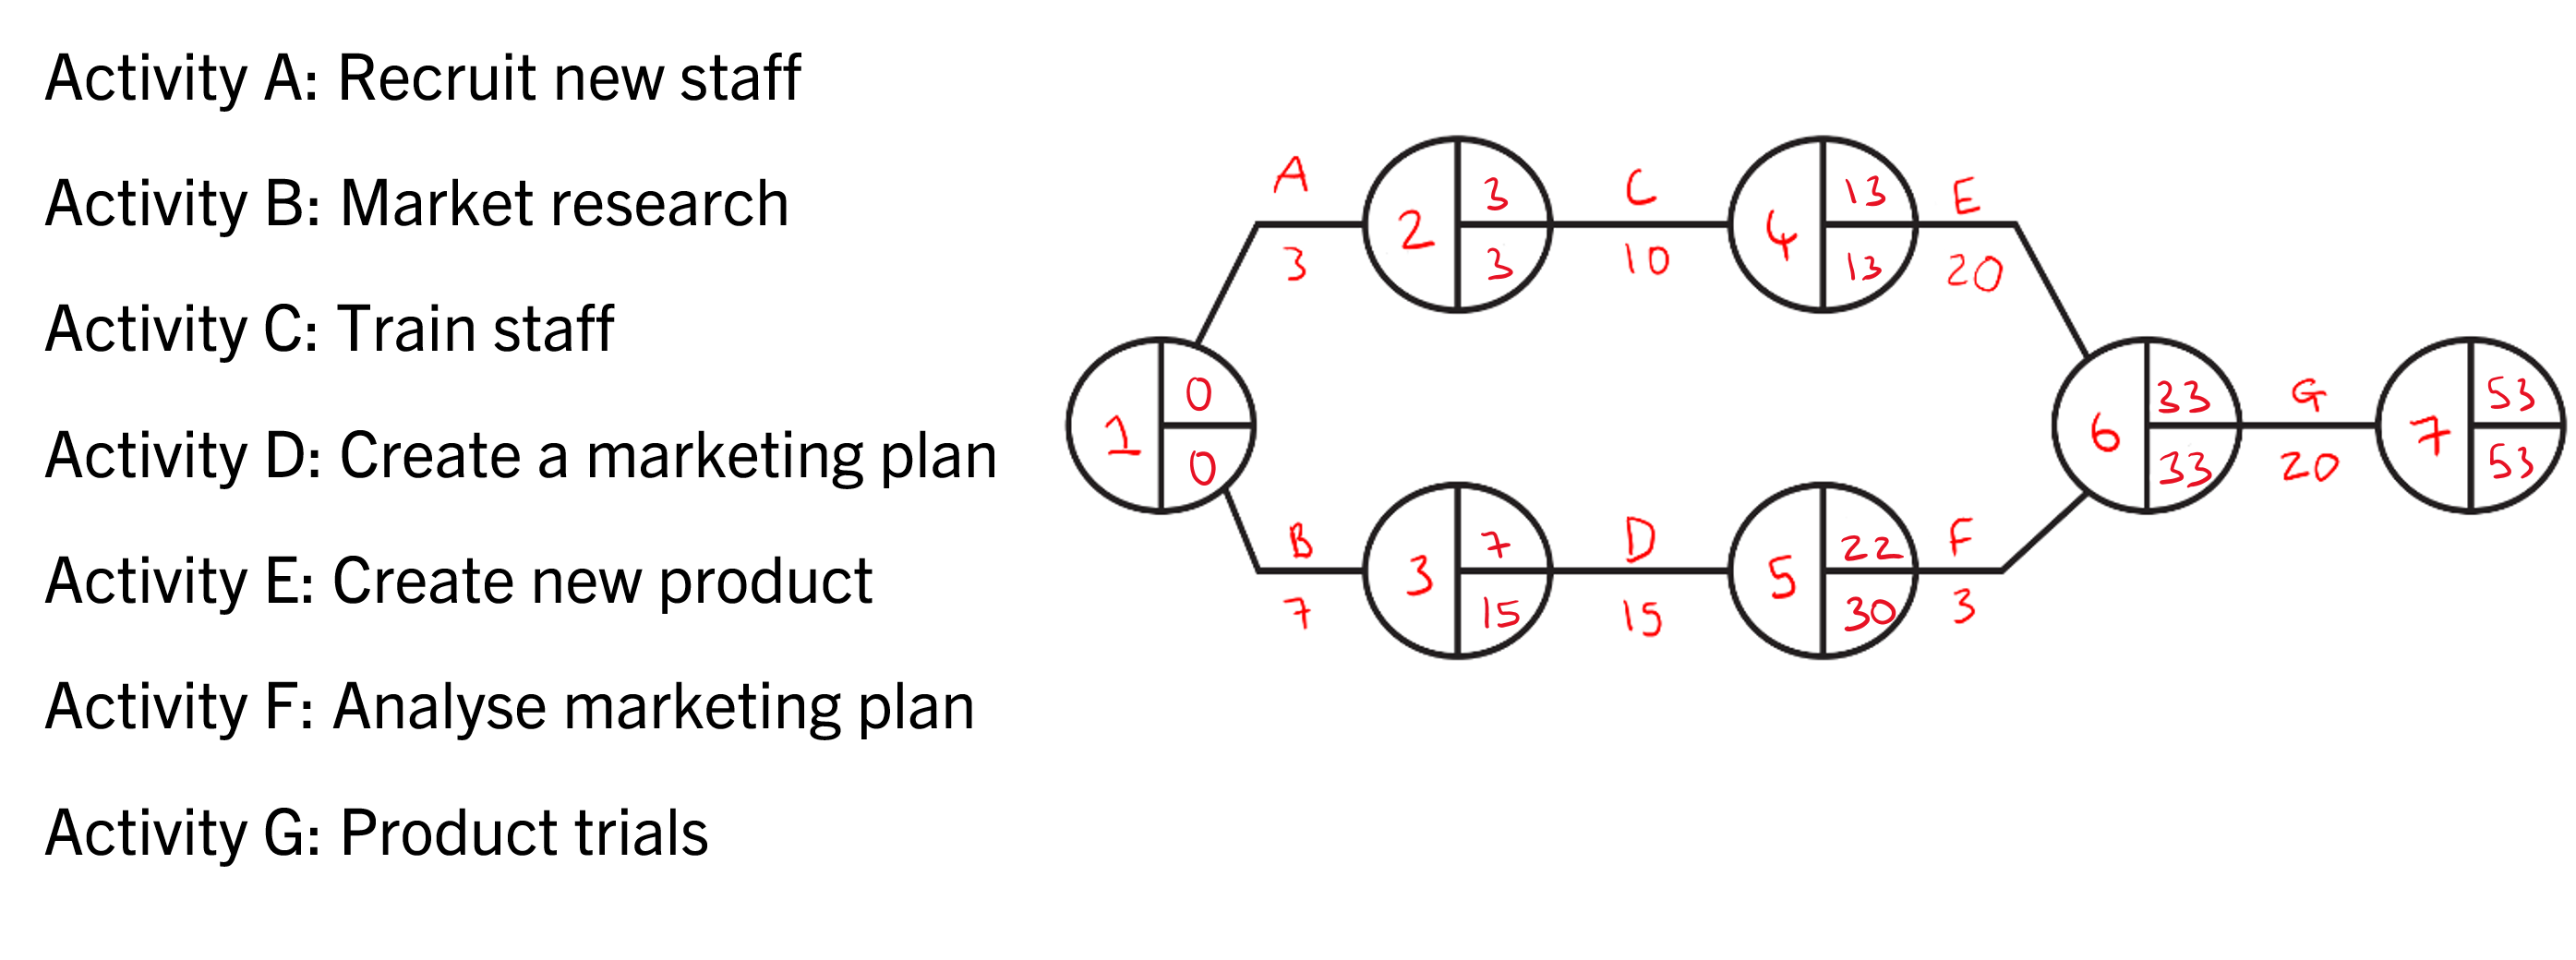 Activity A: Recruit new staff
Activity B: Market research
Activity C: Train staff
Activity D: Create a marketing plan
Activity E: Create new product
Activity F: Analyse marketing plan
Activity G: Product trials
A
3
2
3
3
C
10
4
13
13
E
20
1
0
0
6
33
33
G
20
7
53
53
B
7
3
7
15
D
15
5
22
30
F
3